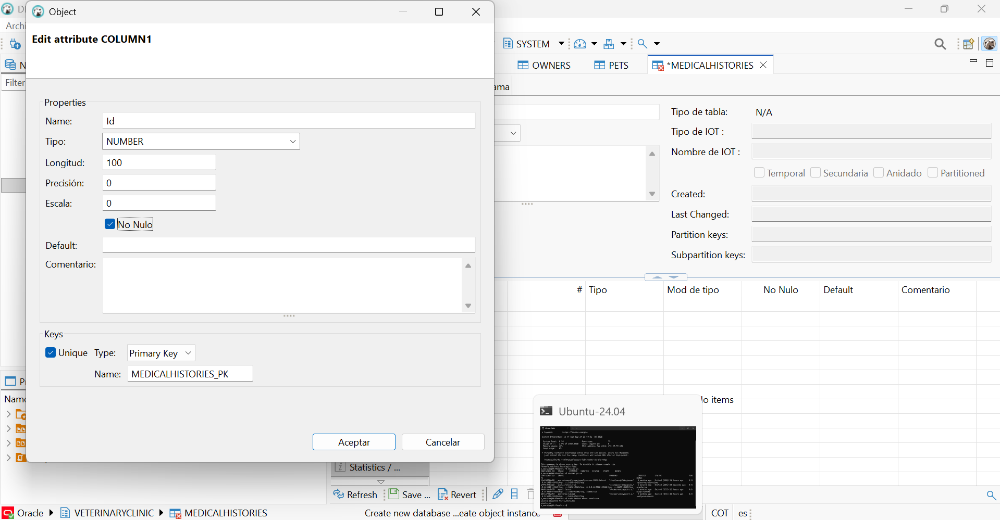 Object
Edit attribute COLUMN1
Archi
SYSTEM
OWNERS
PETS
*MEDICALHISTORIES
N
Filter
ama
Properties
Name:
Id
Tipo:
NUMBER
Longitud:
100
Precisión:
0
Escala:
0
No Nulo
Default:
Comentario:
Keys
Unique
Type:
Primary Key
Name:
MEDICALHISTORIES_PK
Aceptar
Cancelar
Tipo de tabla:
N/A
Tipo de IOT :
Nombre de IOT :
Temporal
Secundaria
Anidado
Partitioned
Created:
Last Changed:
Partition keys:
Subpartition keys:
#
Tipo
Mod de tipo
No Nulo
Default
Comentario
lo items
Name
Ubuntu-24.04
Statistics / ...
Refresh
Save ...
Revert
Oracle
VETERINARYCLINIC
MEDICALHISTORIES
Create new database ...eate object instance
COT
es